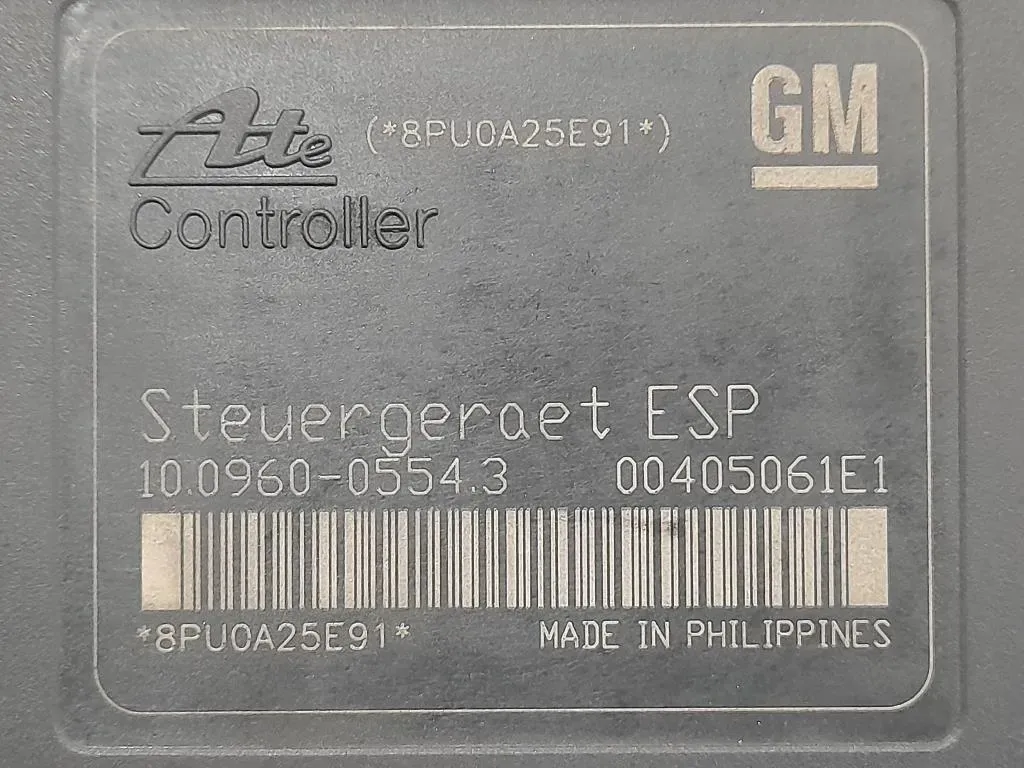 Ate (*8PU0A25E91*) GM
Controller
Steuergeraet ESP
10.0960-0554.3 00405061E1
*8PU0A25E91* MADE IN PHILIPPINES